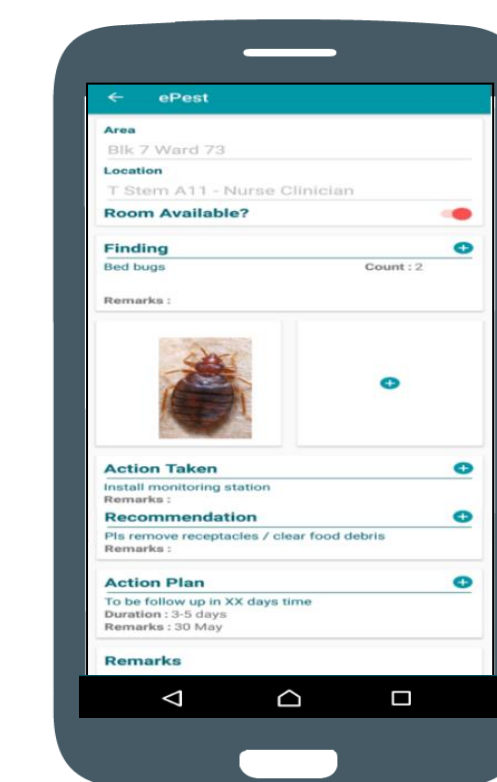 ePest
Area
Blk 7 Ward 73
Location
T Stem A11 - Nurse Clinician
Room Available?
Finding
Bed bugs Count : 2
Remarks :
Action Taken
Install monitoring station
Remarks :
Recommendation
Pls remove receptacles / clear food debris
Remarks :
Action Plan
To be follow up in XX days time
Duration : 3-5 days
Remarks : 30 May
Remarks